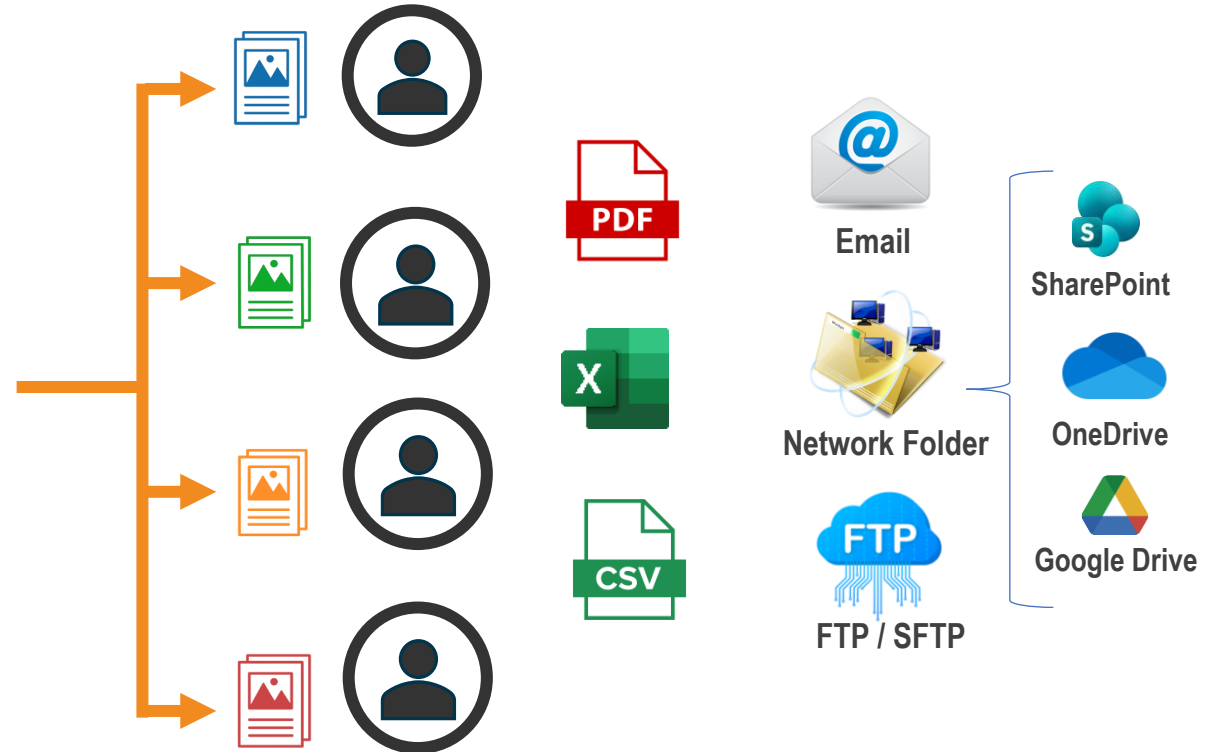 PDF
X
CSV
@
Email
Network Folder
FTP
FTP / SFTP
S
SharePoint
OneDrive
Google Drive